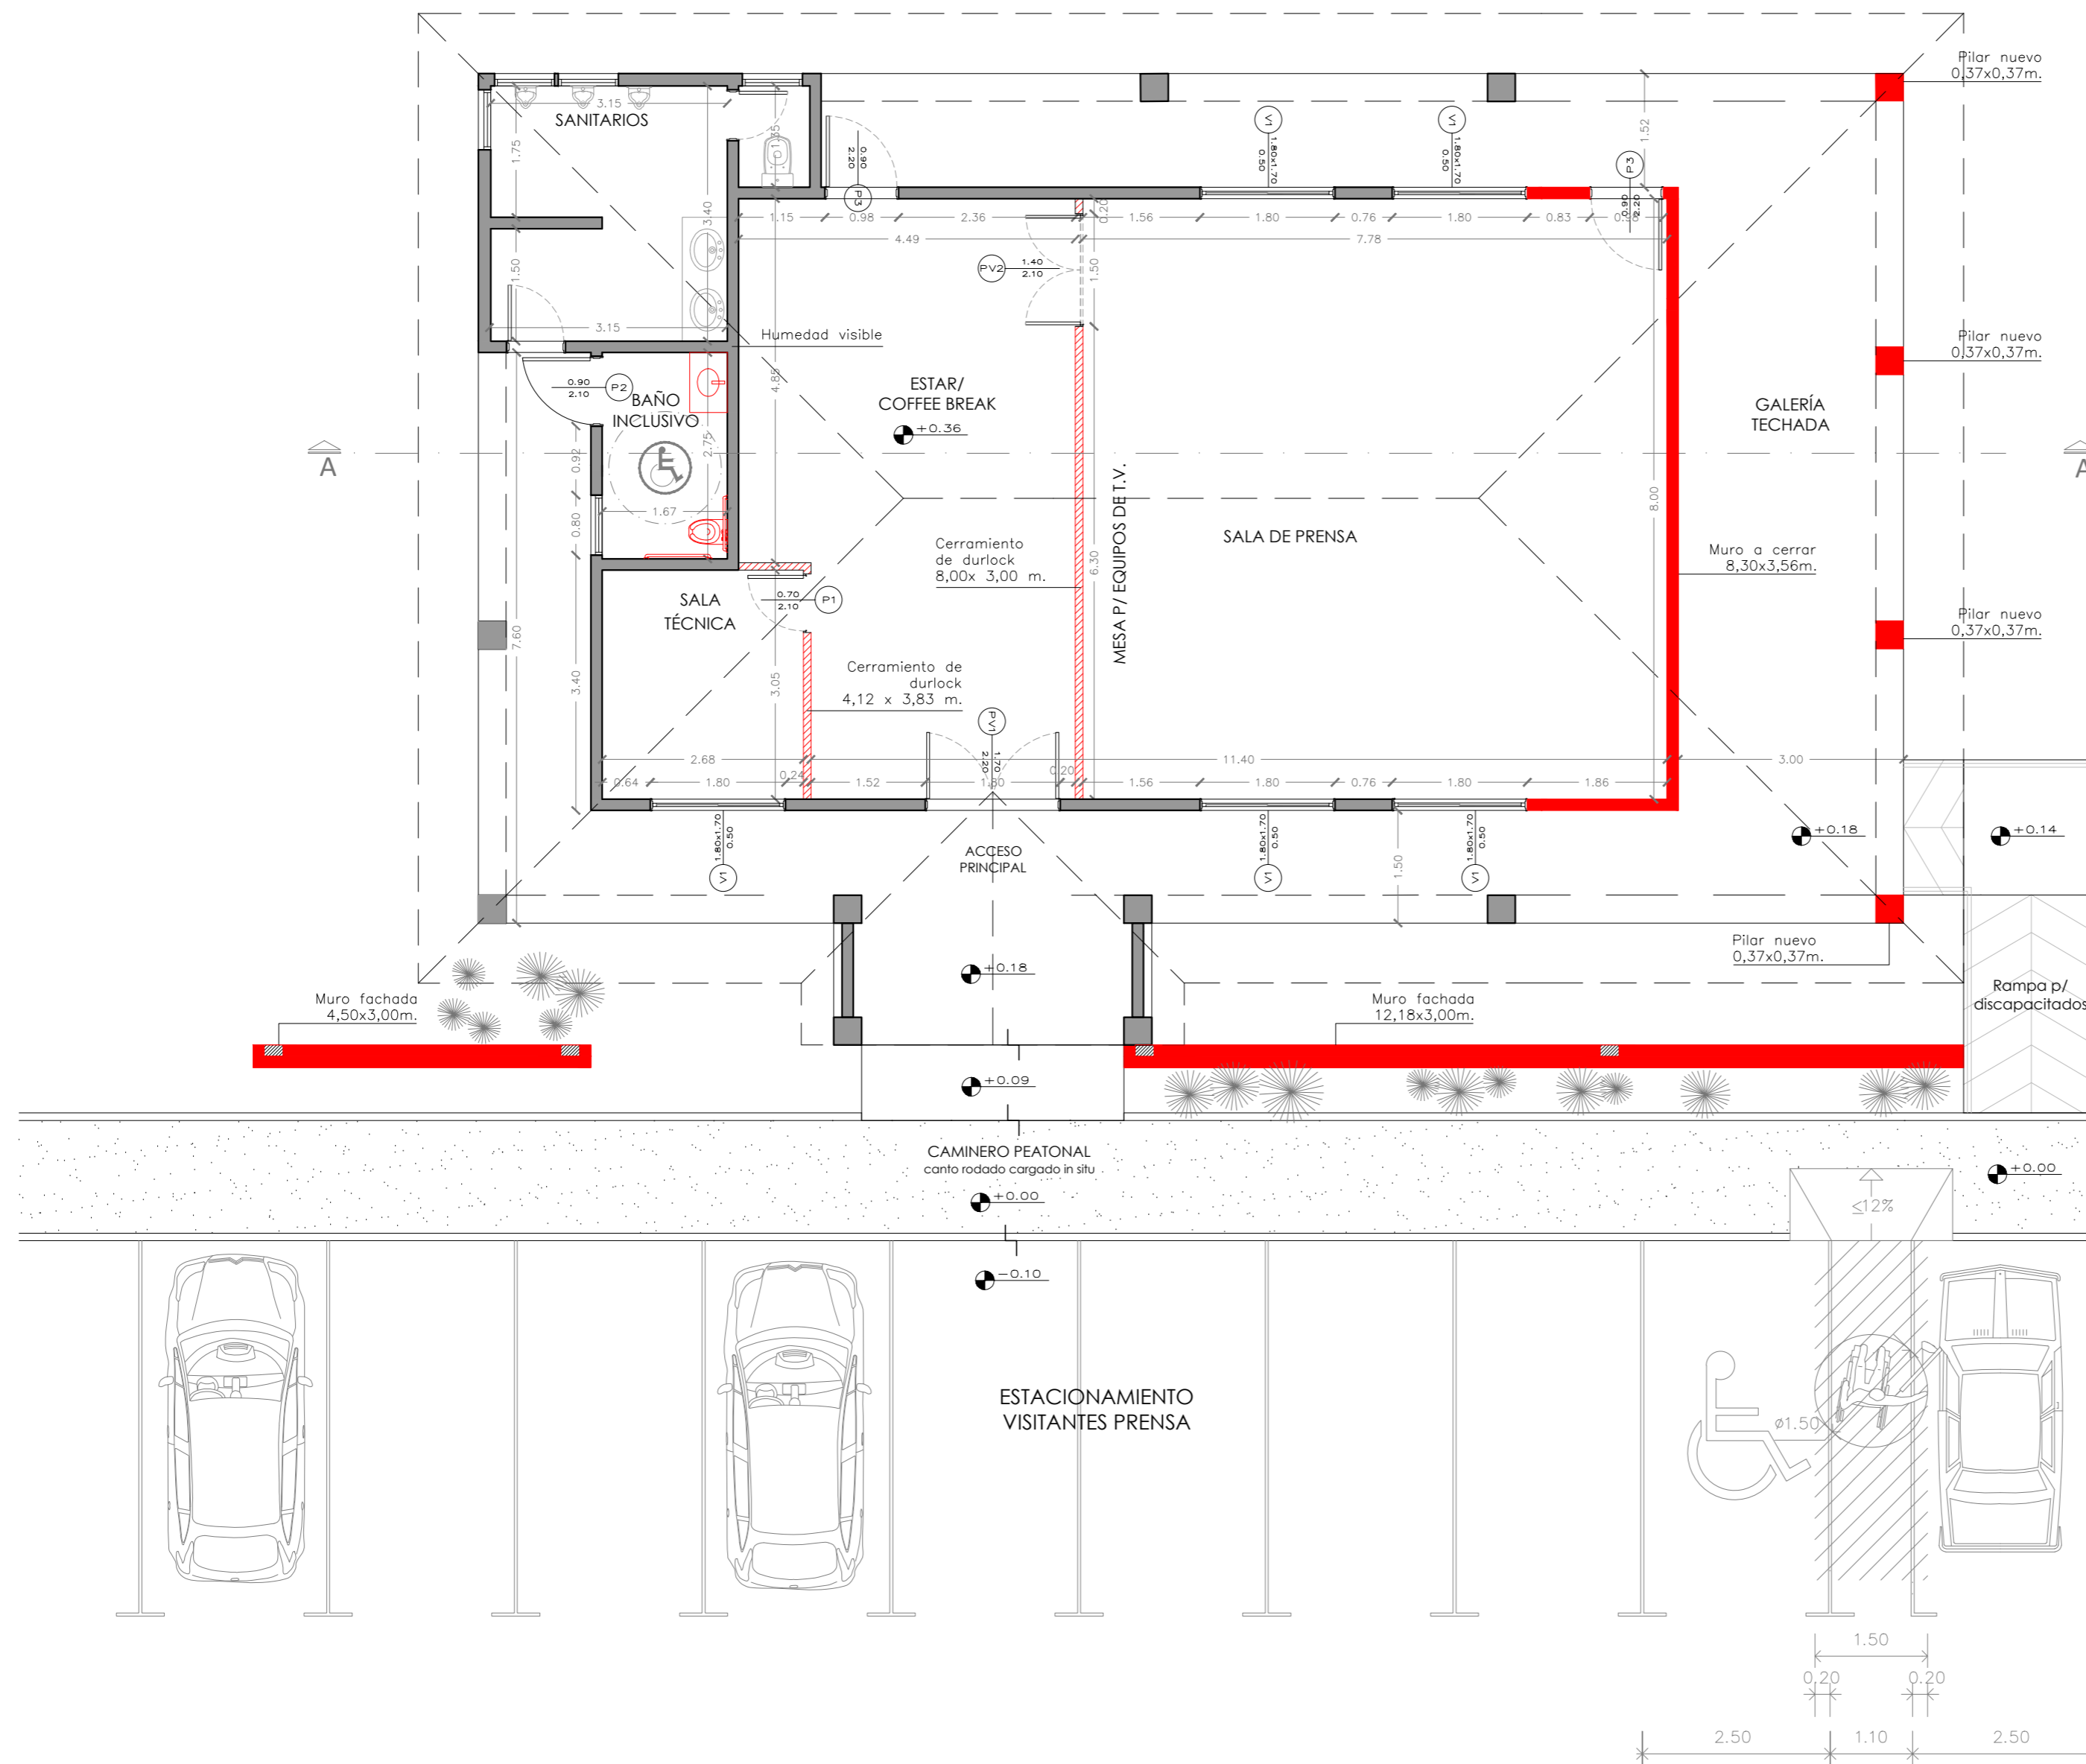 Pilar nuevo
0,37x0,37m.
3.15
SANITARIOS
1.75
1.35
3.40
0.90
2.20
P3
V1
1.80x1.70
0.50
V1
1.80x1.70
0.50
1.52
P3
0.90
2.20
1.15
0.98
2.36
0.20
1.56
1.80
0.76
1.80
0.83
0.98
4.49
7.78
1.50
PV2
1.40
2.10
1.50
3.15
Humedad visible
Pilar nuevo
0,37x0,37m.
0.90
2.10
P2
BAÑO
INCLUSIVO
4.85
ESTAR/
COFFEE BREAK
+0.36
GALERÍA
TECHADA
A
A
0.92
2.75
0.80
1.67
MESA P/ EQUIPOS DE T.V.
8.00
SALA DE PRENSA
Cerramiento
de durlock
8,00x 3,00 m.
6.30
Muro a cerrar
8,30x3,56m.
SALA
TÉCNICA
0.70
2.10
P1
7.60
Pilar nuevo
0,37x0,37m.
3.40
3.05
Cerramiento de
durlock
4,12 x 3,83 m.
PV1
1.70
2.20
2.68
11.40
3.00
0.64
1.80
0.24
1.52
1.80
0.20
1.56
1.80
0.76
1.80
1.86
1.80x1.70
0.50
V1
1.80x1.70
0.50
V1
1.80x1.70
0.50
V1
1.50
+0.18
+0.14
ACCESO
PRINCIPAL
Pilar nuevo
0,37x0,37m.
+0.18
Muro fachada
4,50x3,00m.
Muro fachada
12,18x3,00m.
Rampa p/
discapacitados
+0.09
CAMINERO PEATONAL
canto rodado cargado in situ
+0.00
+0.00
≤12%
-0.10
ESTACIONAMIENTO
VISITANTES PRENSA
ø1.50
1.50
0.20
0.20
2.50
1.10
2.50